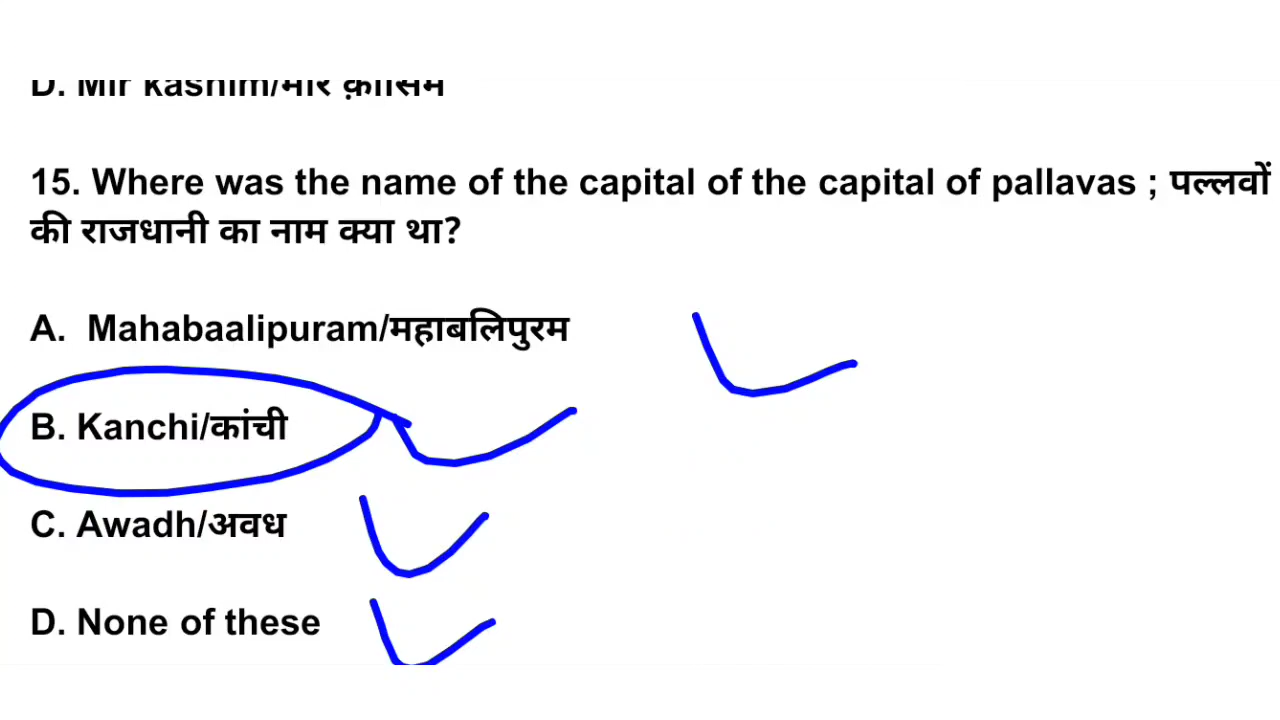 D. Mir kashim/मीर क़ासिम
15. Where was the name of the capital of the capital of pallavas ; पल्लवों
की राजधानी का नाम क्या था?
A. Mahabaalipuram/महाबलिपुरम
B. Kanchi/कांची
C. Awadh/अवध
D. None of these